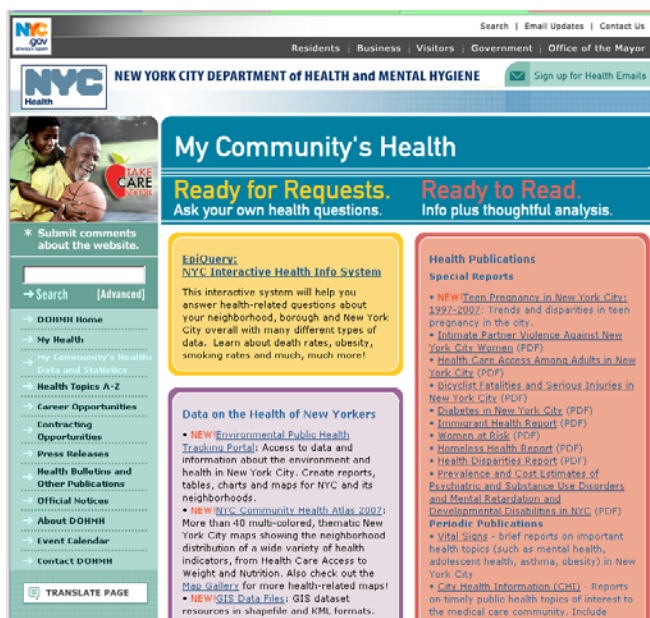 NYC
.gov
always open
Search | Email Updates | Contact Us
Residents | Business | Visitors | Government | Office of the Mayor
NYC
Health
NEW YORK CITY DEPARTMENT of HEALTH and MENTAL HYGIENE
Sign up for Health Emails
TAKE
CARE
NEW YORK
* Submit comments
about the website.
→ Search [Advanced]
→ DOHMH Home
→ My Health
→ My Community's Health:
Data and Statistics
→ Health Topics A-Z
→ Career Opportunities
→ Contracting
Opportunities
→ Press Releases
→ Health Bulletins and
Other Publications
→ Official Notices
→ About DOHMH
→ Event Calendar
→ Contact DOHMH
TRANSLATE PAGE
My Community's Health
Ready for Requests.
Ask your own health questions.
Ready to Read.
Info plus thoughtful analysis.
EpiQuery:
NYC Interactive Health Info System
This interactive system will help you
answer health-related questions about
your neighborhood, borough and New York
City overall with many different types of
data. Learn about death rates, obesity,
smoking rates and much, much more!
Data on the Health of New Yorkers
• NEW! Environmental Public Health
Tracking Portal: Access to data and
information about the environment and
health in New York City. Create reports,
tables, charts and maps for NYC and its
neighborhoods.
• NEW! NYC Community Health Atlas 2007:
More than 40 multi-colored, thematic New
York City maps showing the neighborhood
distribution of a wide variety of health
indicators, from Health Care Access to
Weight and Nutrition. Also check out the
Map Gallery for more health-related maps!
• NEW! GIS Data Files: GIS dataset
resources in shapefile and KML formats.
Health Publications
Special Reports
• NEW! Teen Pregnancy in New York City:
1997-2007: Trends and disparities in teen
pregnancy in the city.
• Intimate Partner Violence Against New
York City Women (PDF)
• Health Care Access Among Adults in New
York City (PDF)
• Bicyclist Fatalities and Serious Injuries in
New York City (PDF)
• Diabetes in New York City (PDF)
• Immigrant Health Report (PDF)
• Women at Risk (PDF)
• Homeless Health Report (PDF)
• Health Disparities Report (PDF)
• Prevalence and Cost Estimates of
Psychiatric and Substance Use Disorders
and Mental Retardation and
Developmental Disabilities in NYC (PDF)
Periodic Publications
• Vital Signs - brief reports on important
health topics (such as mental health,
adolescent health, asthma, obesity) in New
York City
• City Health Information (CHI) - Reports
on timely public health topics of interest to
the medical care community. Include